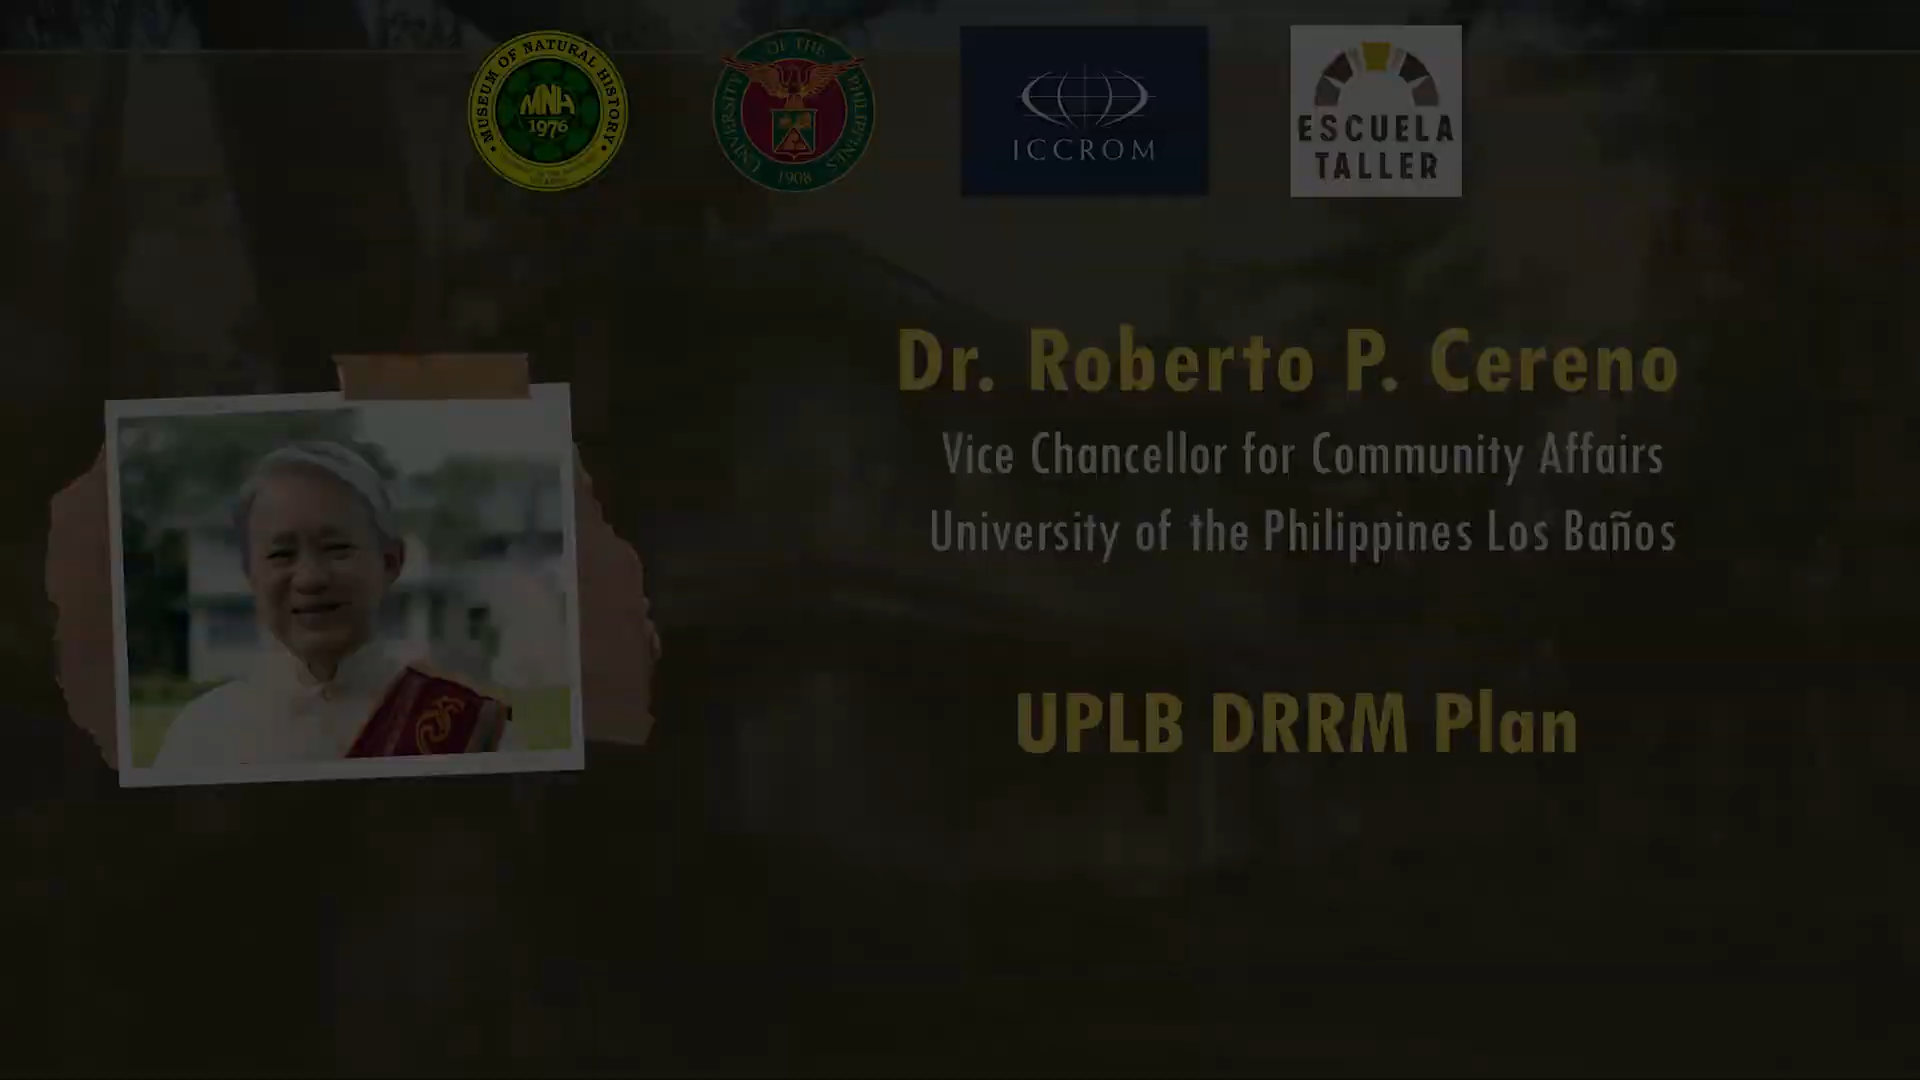 MUSEUM OF NATURAL HISTORY
MNH
1976
UNIVERSITY OF THE PHILIPPINES
1908
ICCROM
ESCUELA
TALLER
Dr. Roberto P. Cereno
Vice Chancellor for Community Affairs
University of the Philippines Los Baños
UPLB DRRM Plan